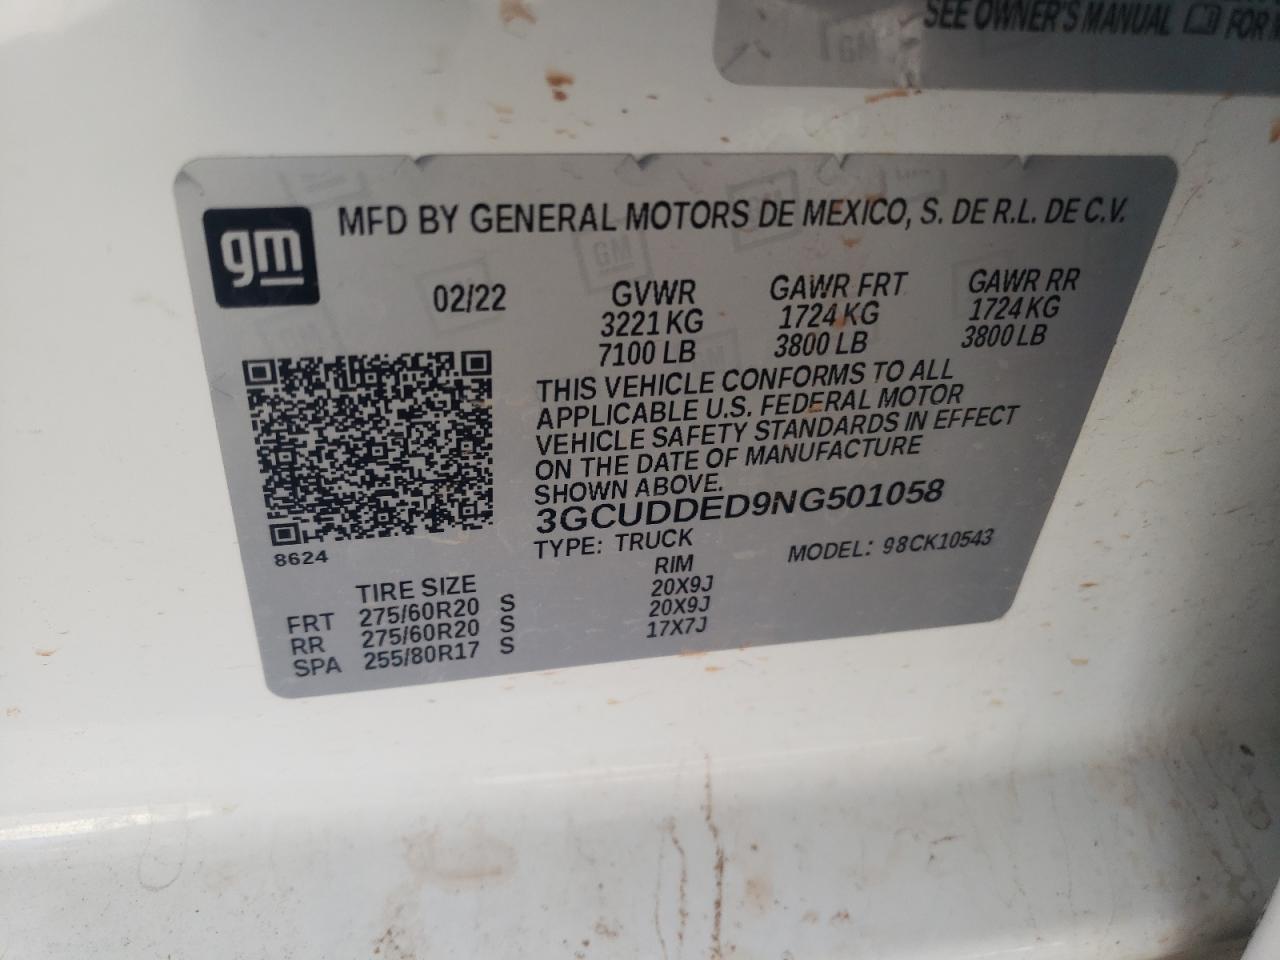 SEE OWNER'S MANUAL FOR
gm
MFD BY GENERAL MOTORS DE MEXICO, S. DE R.L. DE C.V.
02/22 GVWR GAWR FRT GAWR RR
3221 KG 1724 KG 1724 KG
7100 LB 3800 LB 3800 LB
THIS VEHICLE CONFORMS TO ALL
APPLICABLE U.S. FEDERAL MOTOR
VEHICLE SAFETY STANDARDS IN EFFECT
ON THE DATE OF MANUFACTURE
SHOWN ABOVE.
3GCUDDED9NG501058
8624
TYPE: TRUCK MODEL: 98CK10543
TIRE SIZE RIM
FRT 275/60R20 S 20X9J
RR 275/60R20 S 20X9J
SPA 255/80R17 S 17X7J